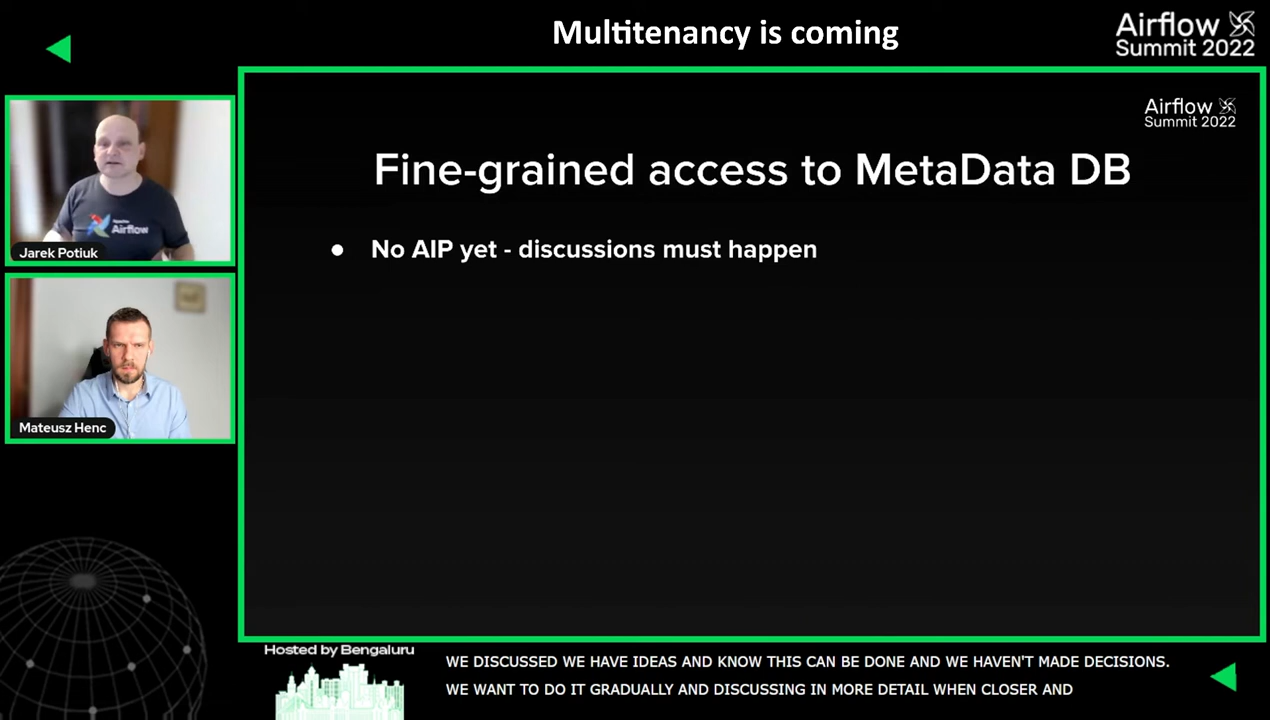 Multitenancy is coming
Airflow
Summit 2022
Airflow
Summit 2022
Fine-grained access to MetaData DB
● No AIP yet - discussions must happen
Airflow
Jarek Potiuk
Mateusz Henc
Hosted by Bengaluru
WE DISCUSSED WE HAVE IDEAS AND KNOW THIS CAN BE DONE AND WE HAVEN'T MADE DECISIONS.
WE WANT TO DO IT GRADUALLY AND DISCUSSING IN MORE DETAIL WHEN CLOSER AND